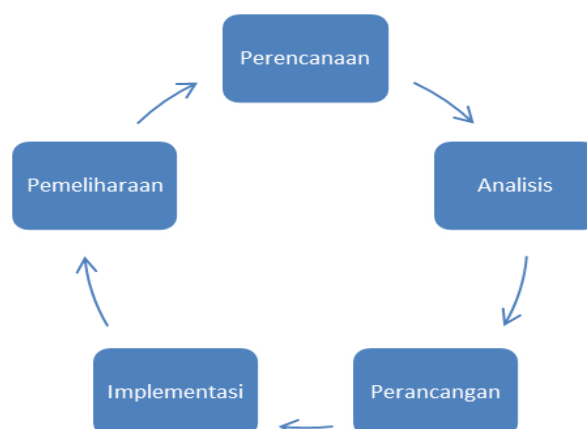 Perencanaan
Analisis
Perancangan
Implementasi
Pemeliharaan